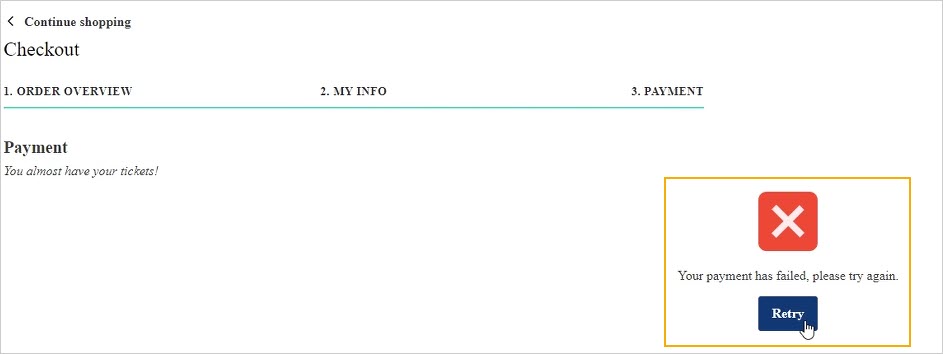 Continue shopping
Checkout
1. ORDER OVERVIEW 2. MY INFO 3. PAYMENT
Payment
You almost have your tickets!
Your payment has failed, please try again.
Retry